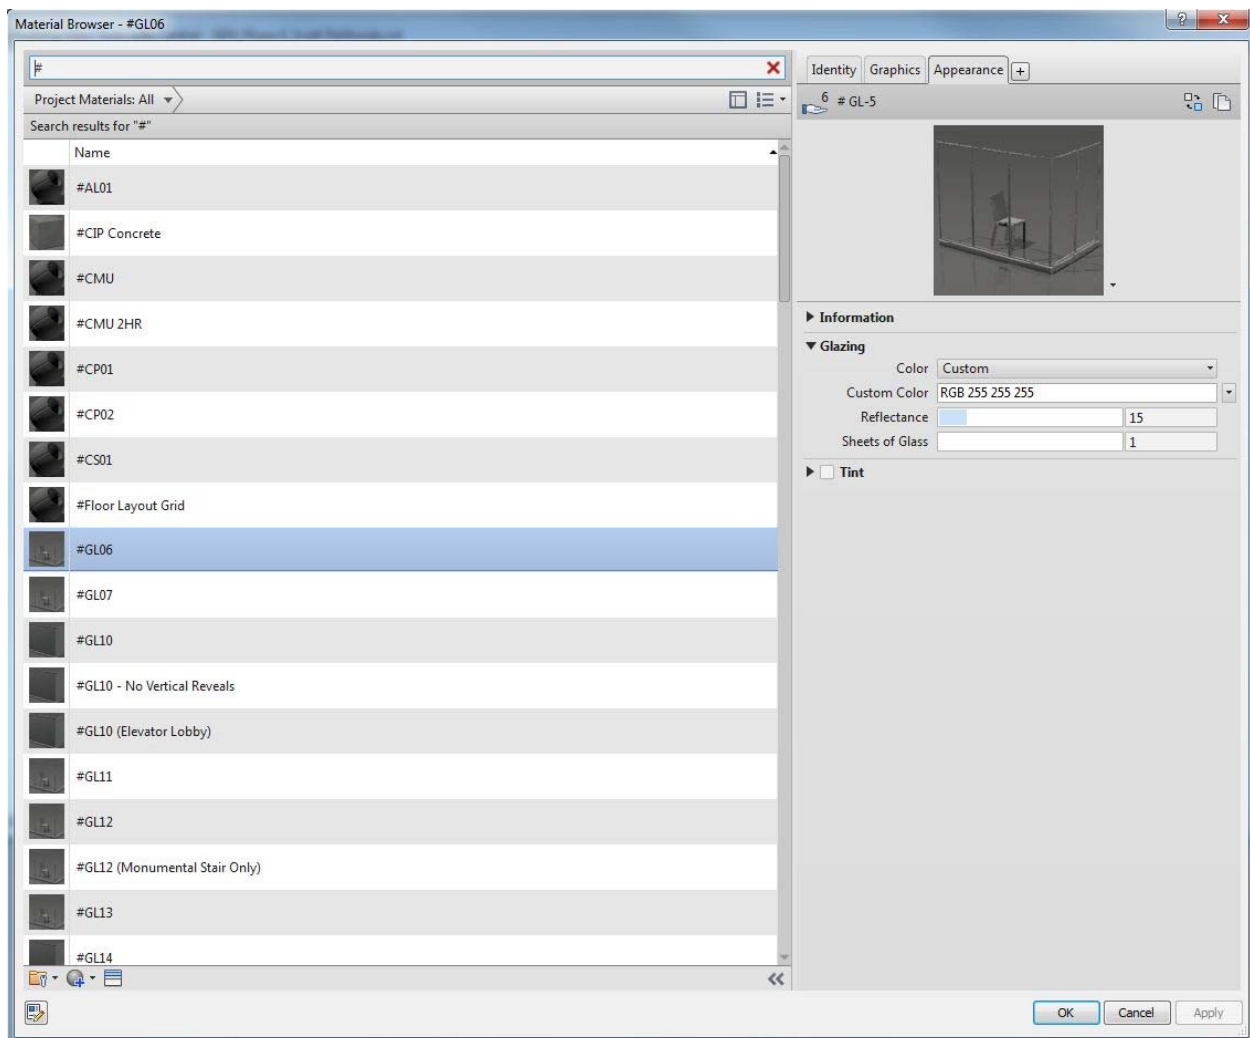 Material Browser - #GL06
#
Project Materials: All
Search results for "#"
Name
#AL01
#CIP Concrete
#CMU
#CMU 2HR
#CP01
#CP02
#CS01
#Floor Layout Grid
#GL06
#GL07
#GL10
#GL10 - No Vertical Reveals
#GL10 (Elevator Lobby)
#GL11
#GL12
#GL12 (Monumental Stair Only)
#GL13
#GL14
Identity Graphics Appearance +
6 # GL-5
Information
Glazing
Color Custom
Custom Color RGB 255 255 255
Reflectance 15
Sheets of Glass 1
Tint
OK Cancel Apply